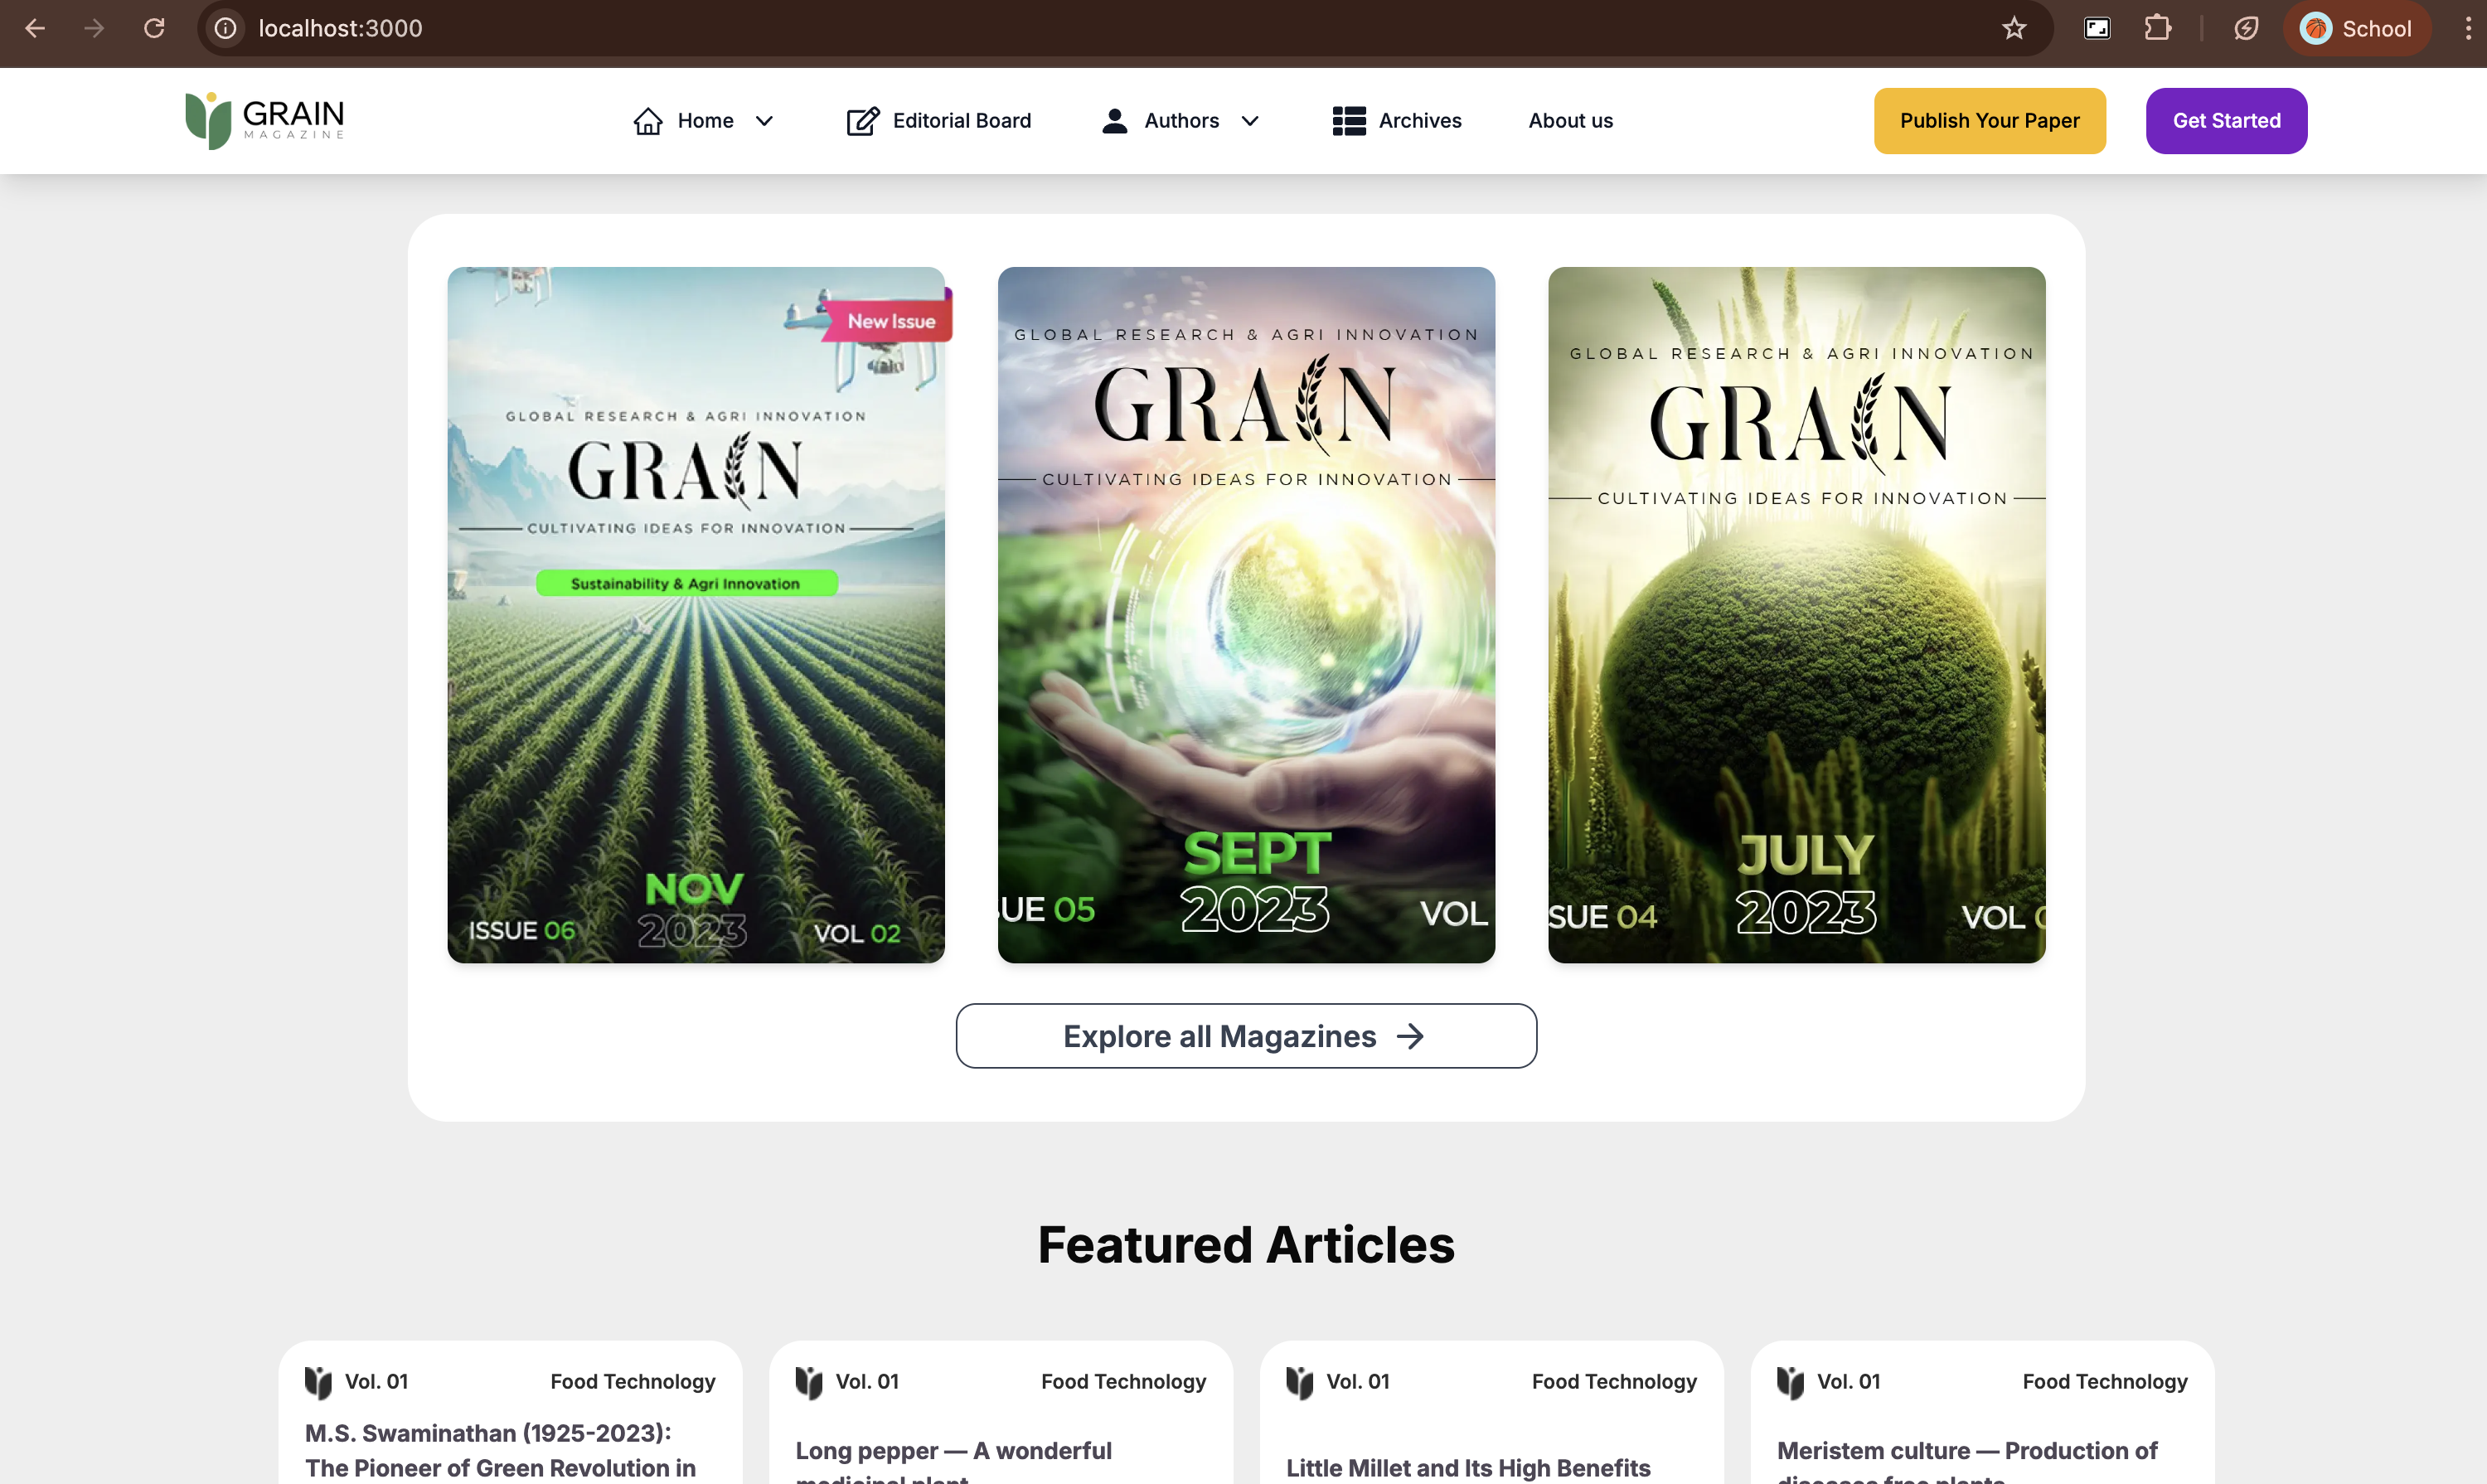 localhost:3000
School
GRAIN
MAGAZINE
Home
Editorial Board
Authors
Archives
About us
Publish Your Paper
Get Started
New Issue
GLOBAL RESEARCH & AGRI INNOVATION
GRAIN
CULTIVATING IDEAS FOR INNOVATION
Sustainability & Agri Innovation
NOV
2023
ISSUE 06
VOL 02
GLOBAL RESEARCH & AGRI INNOVATION
GRAIN
CULTIVATING IDEAS FOR INNOVATION
SEPT
2023
UE 05
VOL
GLOBAL RESEARCH & AGRI INNOVATION
GRAIN
CULTIVATING IDEAS FOR INNOVATION
JULY
2023
SUE 04
VOL
Explore all Magazines
Featured Articles
Vol. 01 Food Technology
M.S. Swaminathan (1925-2023):
The Pioneer of Green Revolution in
Vol. 01 Food Technology
Long pepper — A wonderful
medicinal plant
Vol. 01 Food Technology
Little Millet and Its High Benefits
Vol. 01 Food Technology
Meristem culture — Production of
diseases free plants